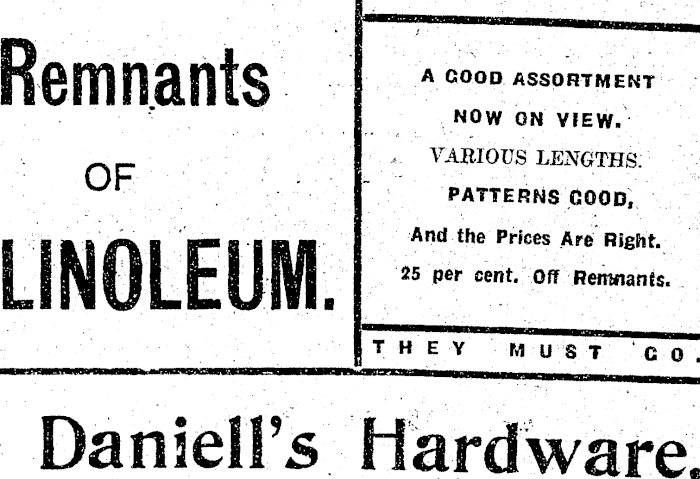 Remnants
OF
LINOLEUM.
A GOOD ASSORTMENT
NOW ON VIEW.
VARIOUS LENGTHS.
PATTERNS GOOD,
And the Prices Are Right.
25 per cent. Off Remnants.
THEY MUST GO.
Daniell's Hardware.